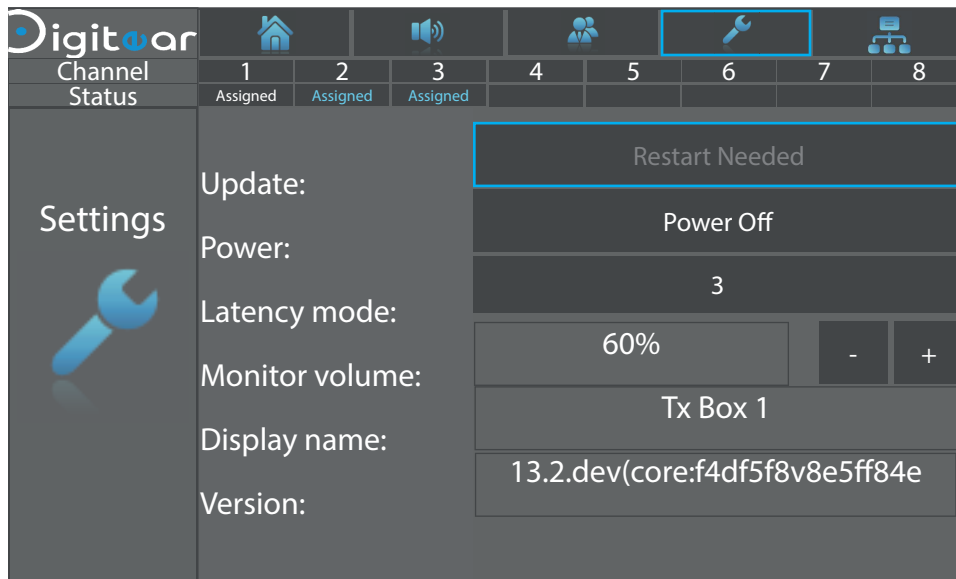 Digitear
Channel 1 2 3 4 5 6 7 8
Status Assigned Assigned Assigned
Settings
Update: Restart Needed
Power: Power Off
Latency mode: 3
Monitor volume: 60% - +
Display name: Tx Box 1
Version: 13.2.dev(core:f4df5f8v8e5ff84e